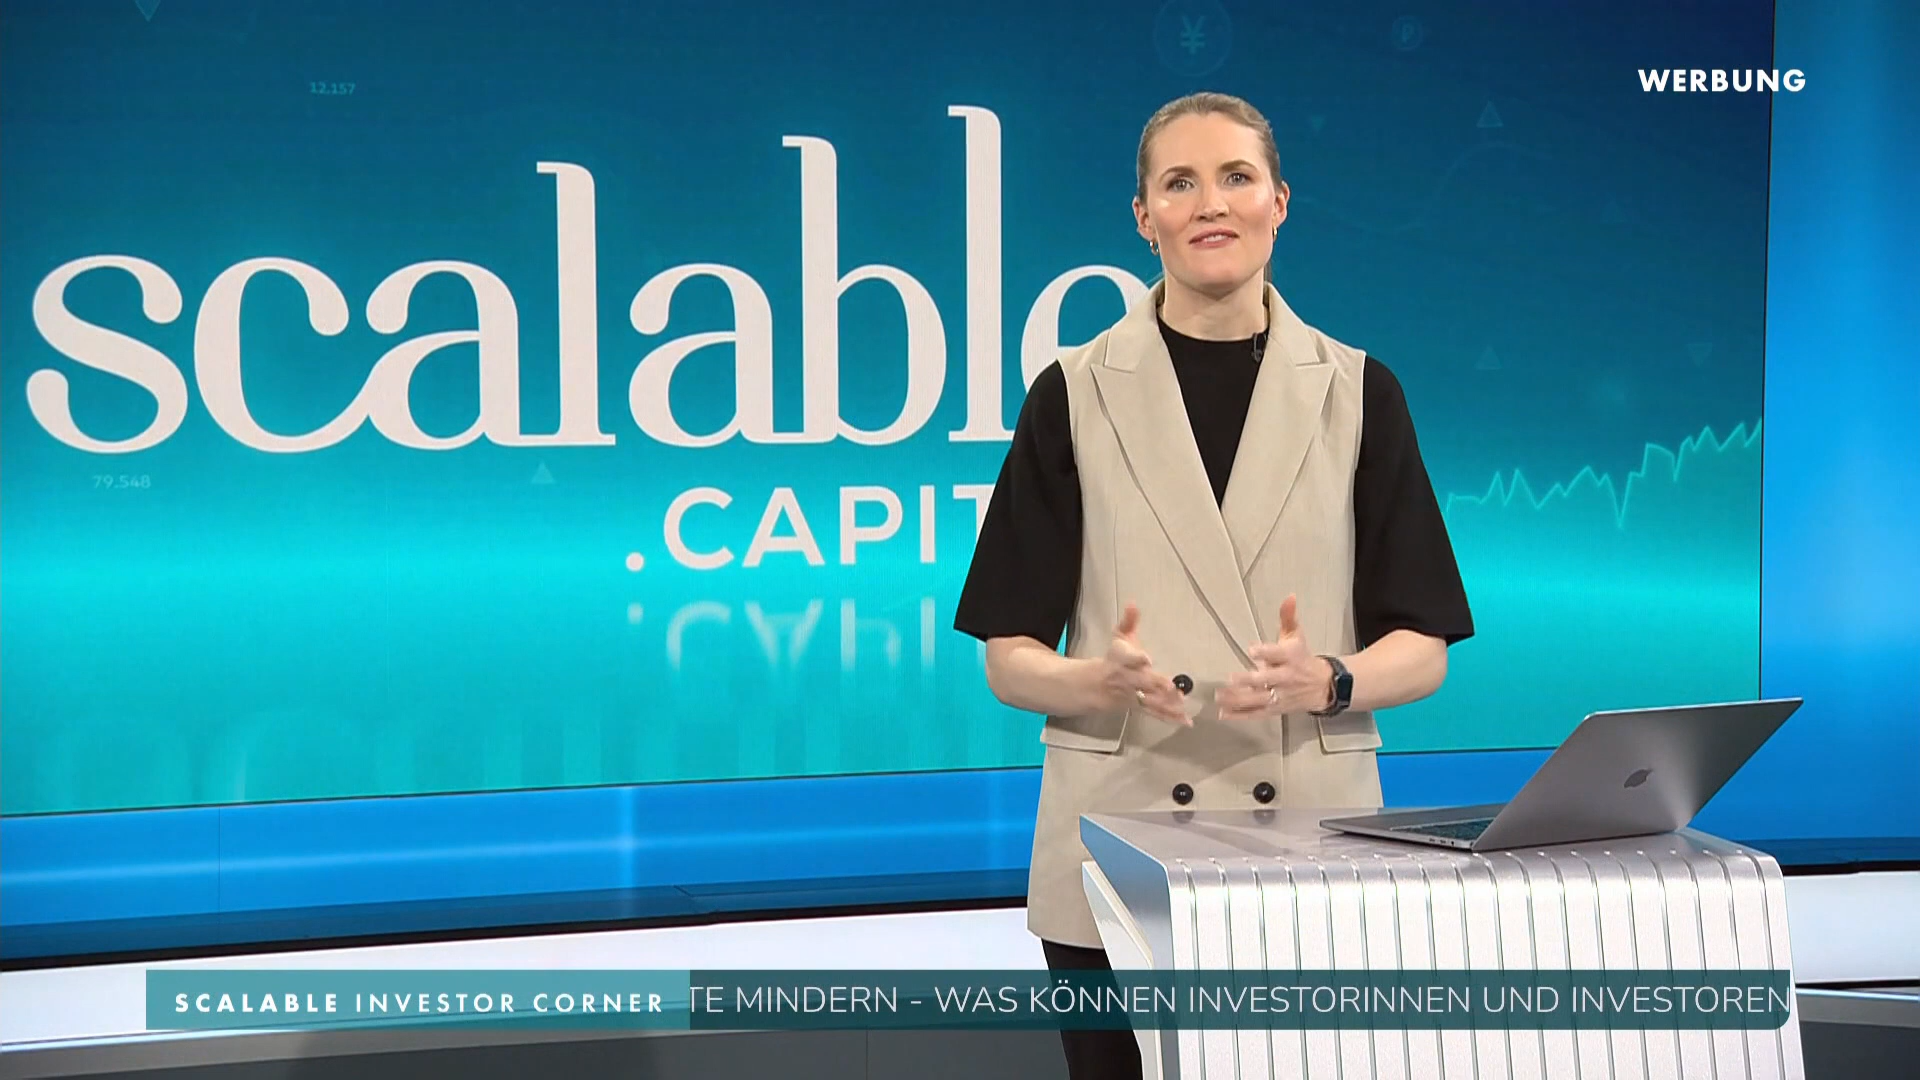 12.157
WERBUNG
scalable
.CAPIT
79.548
SCALABLE INVESTOR CORNER
TE MINDERN - WAS KÖNNEN INVESTORINNEN UND INVESTOREN